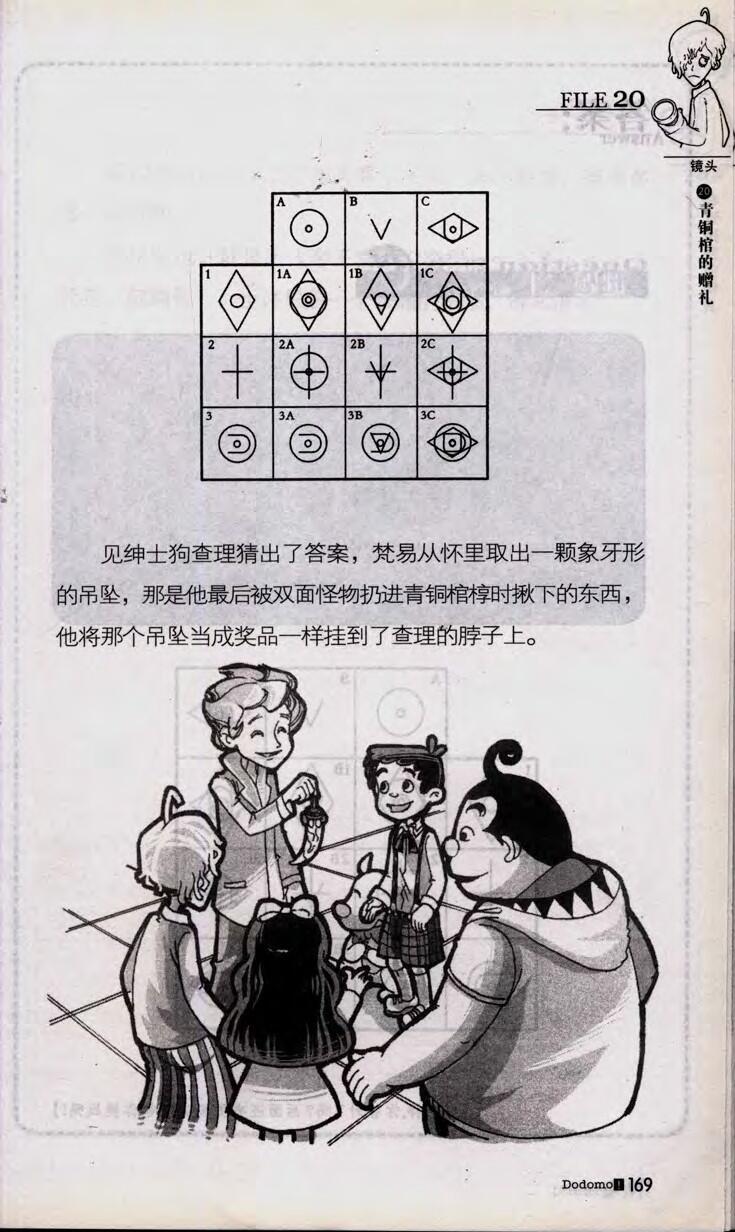 FILE 20
镜头
20 青铜棺的赠礼
A B C
1 1A 1B 1C
2 2A 2B 2C
3 3A 3B 3C
见绅士狗查理猜出了答案，梵易从怀里取出一颗象牙形
的吊坠，那是他最后被双面怪物扔进青铜棺椁时揪下的东西，
他将那个吊坠当成奖品一样挂到了查理的脖子上。
Dodomo! 169